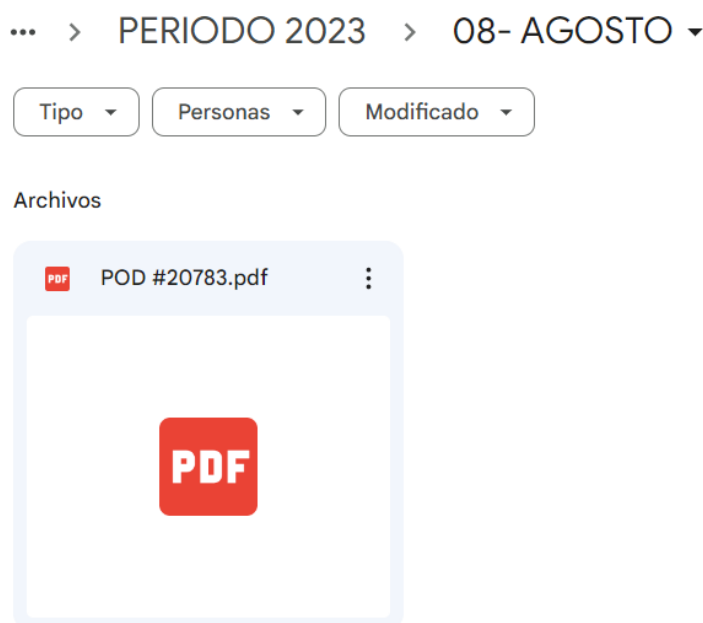 ... > PERIODO 2023 > 08- AGOSTO
Tipo Personas Modificado
Archivos
PDF POD #20783.pdf
PDF